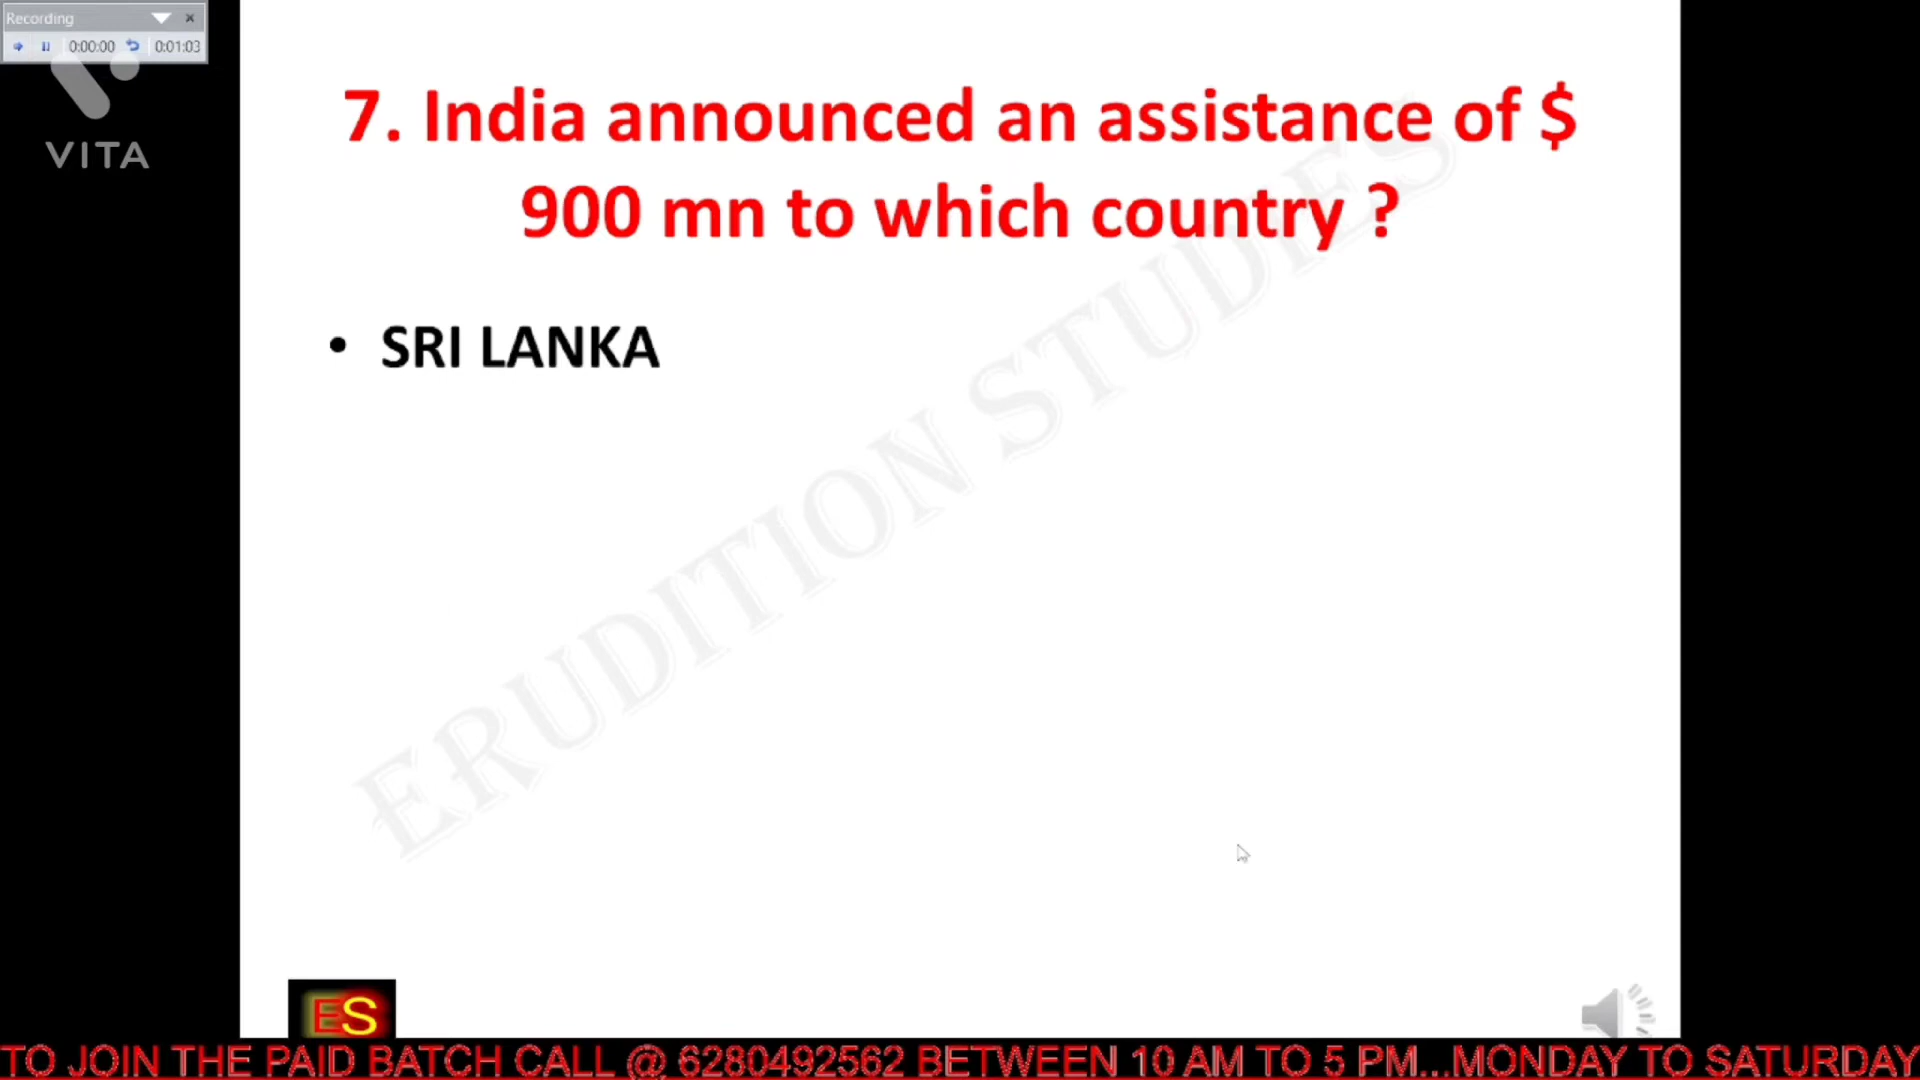 Recording
0:00:00 0:01:03
VITA
7. India announced an assistance of $
900 mn to which country ?
• SRI LANKA
ERUDITION STUDIES
ES
TO JOIN THE PAID BATCH CALL @ 6280492562 BETWEEN 10 AM TO 5 PM...MONDAY TO SATURDAY